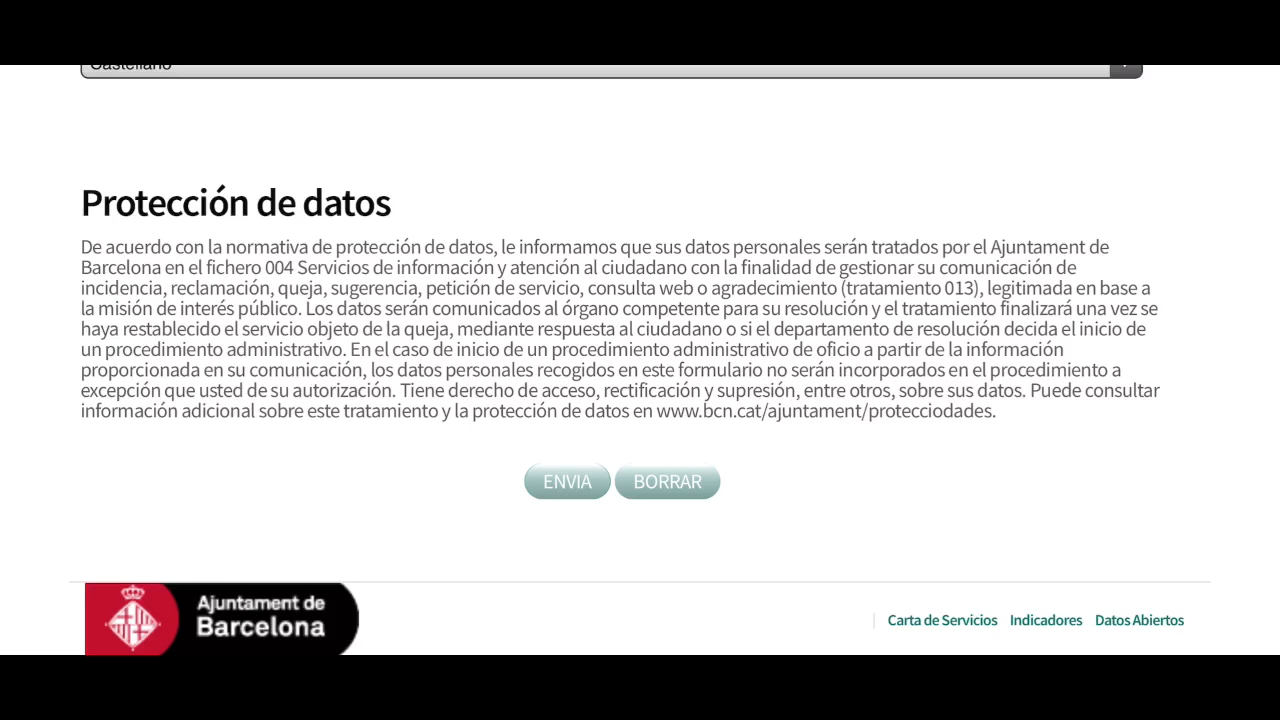 Castellano
Protección de datos
De acuerdo con la normativa de protección de datos, le informamos que sus datos personales serán tratados por el Ajuntament de
Barcelona en el fichero 004 Servicios de información y atención al ciudadano con la finalidad de gestionar su comunicación de
incidencia, reclamación, queja, sugerencia, petición de servicio, consulta web o agradecimiento (tratamiento 013), legitimada en base a
la misión de interés público. Los datos serán comunicados al órgano competente para su resolución y el tratamiento finalizará una vez se
haya restablecido el servicio objeto de la queja, mediante respuesta al ciudadano o si el departamento de resolución decida el inicio de
un procedimiento administrativo. En el caso de inicio de un procedimiento administrativo de oficio a partir de la información
proporcionada en su comunicación, los datos personales recogidos en este formulario no serán incorporados en el procedimiento a
excepción que usted de su autorización. Tiene derecho de acceso, rectificación y supresión, entre otros, sobre sus datos. Puede consultar
información adicional sobre este tratamiento y la protección de datos en www.bcn.cat/ajuntament/protecciodades.
ENVIA BORRAR
Ajuntament de
Barcelona
Carta de Servicios Indicadores Datos Abiertos